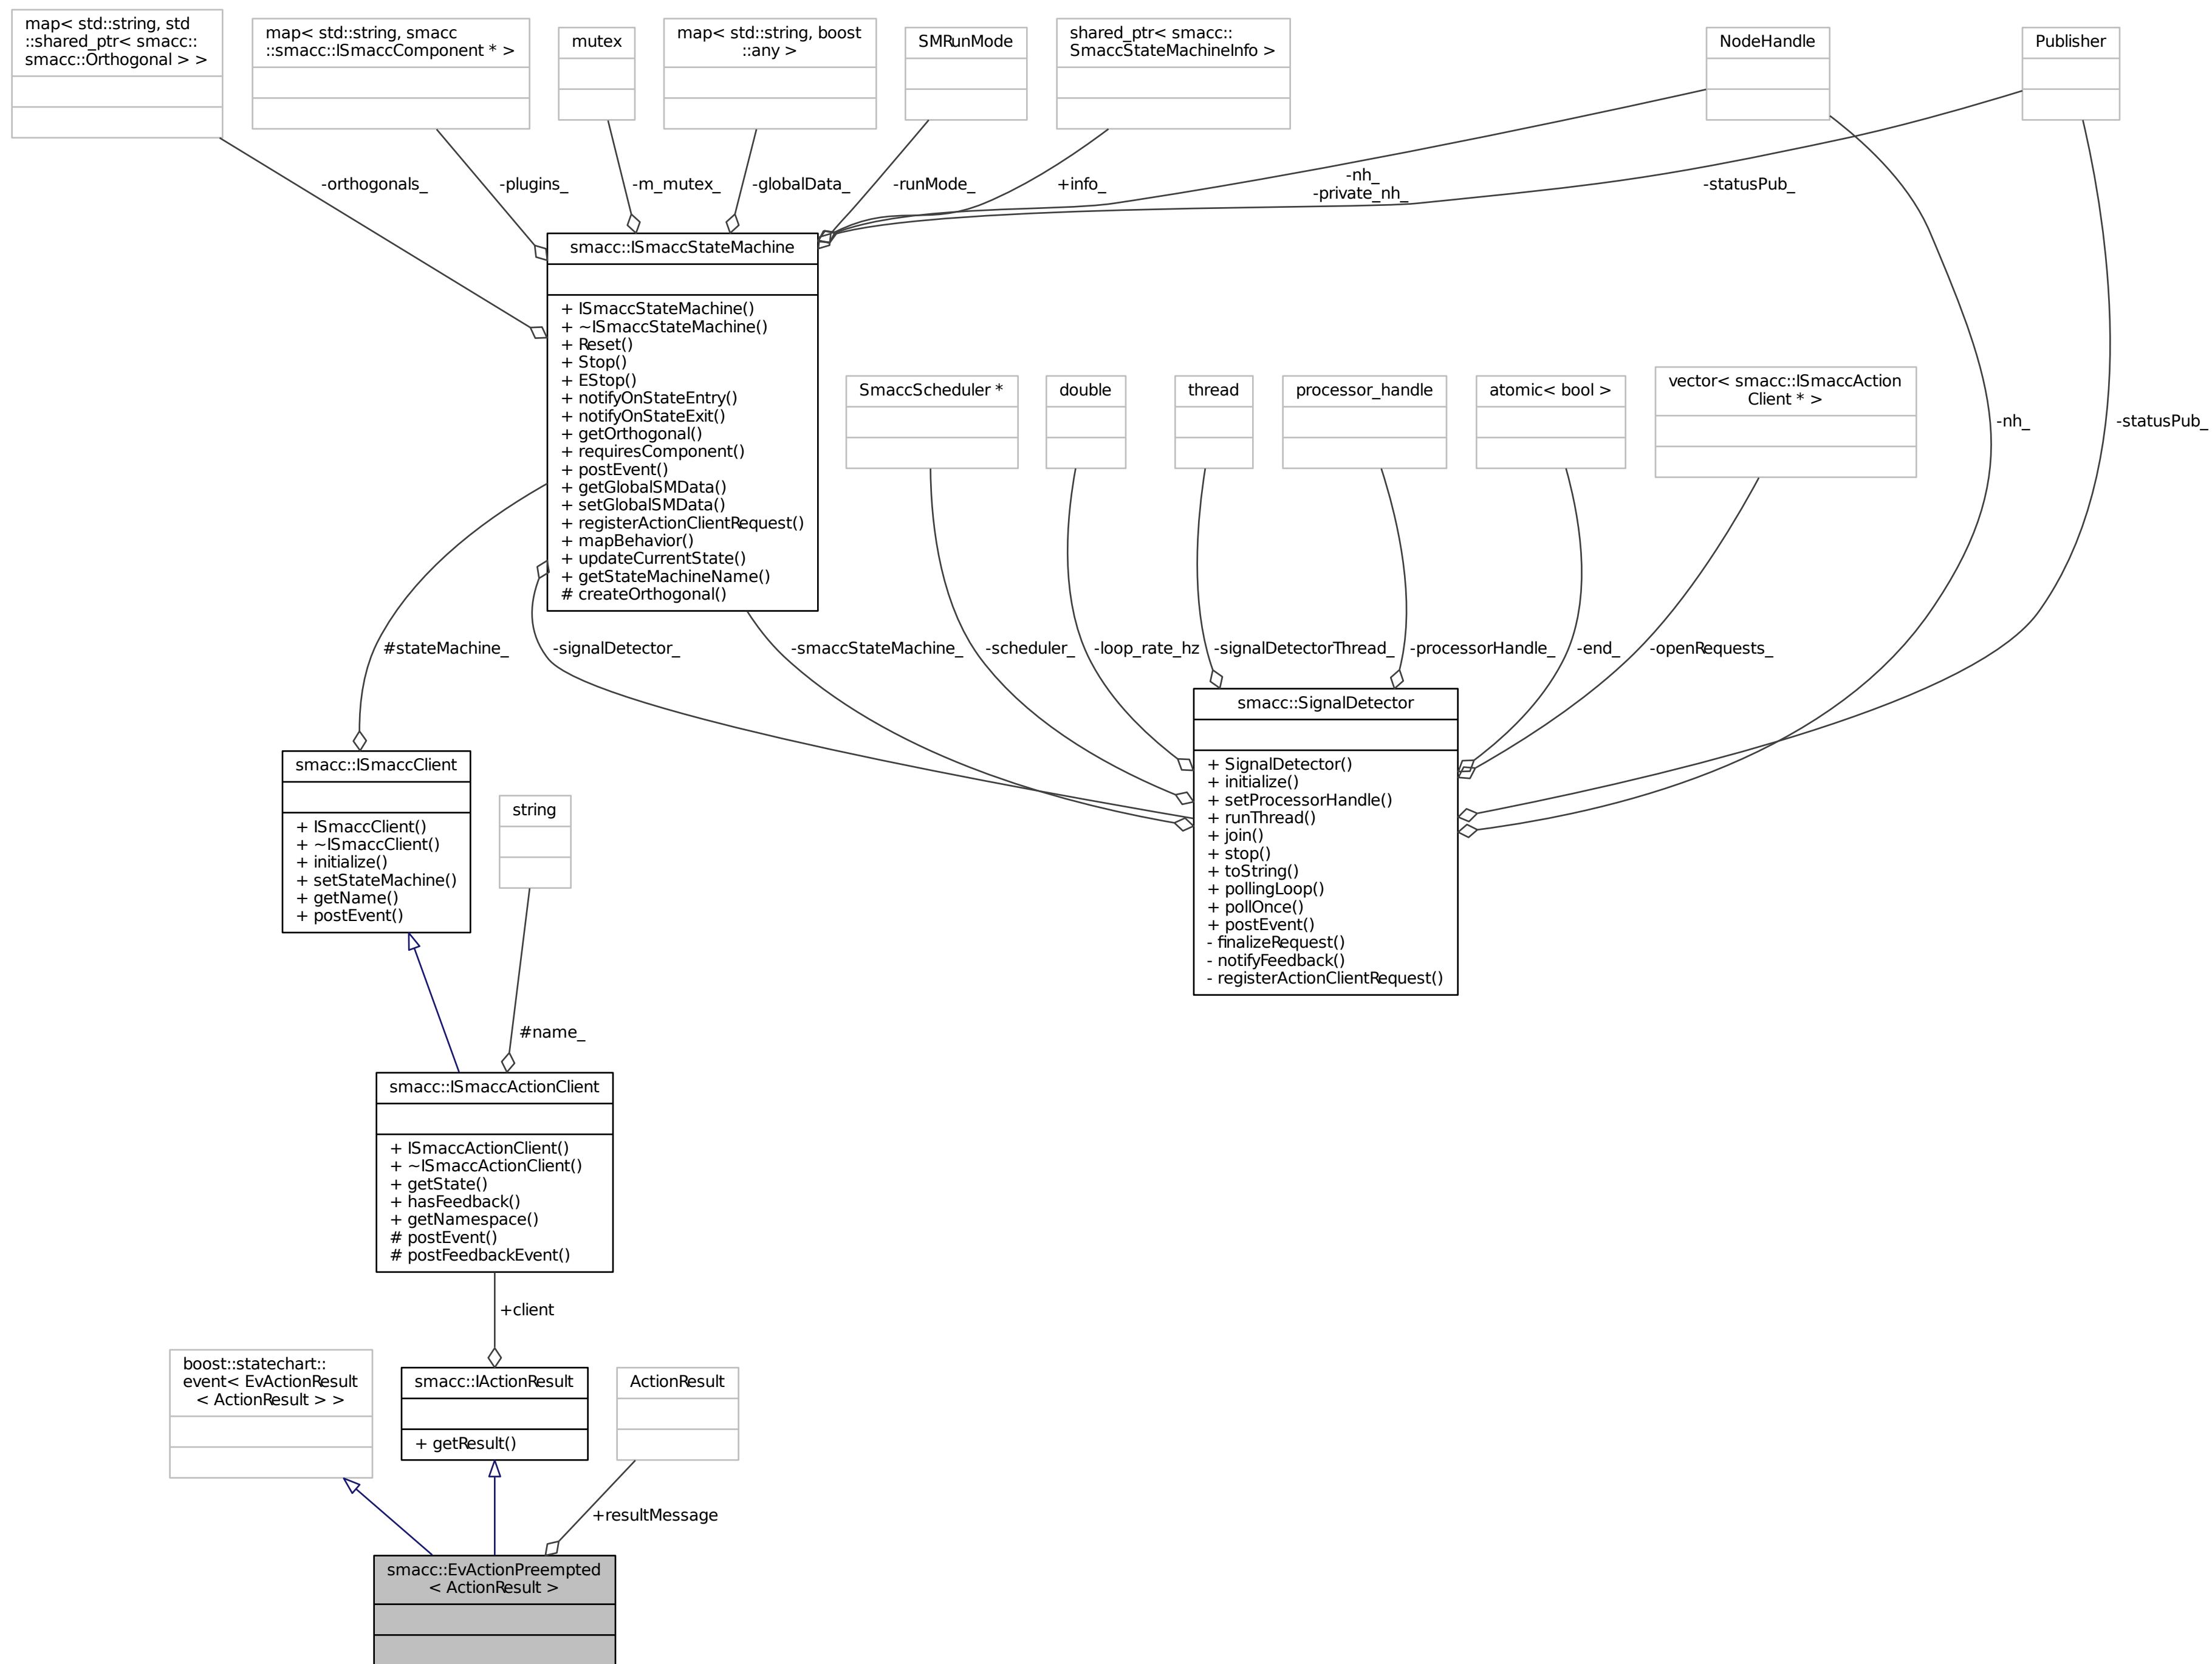 map< std::string, std
::shared_ptr< smacc::
smacc::Orthogonal > >
map< std::string, smacc
::smacc::ISmaccComponent * >
mutex
map< std::string, boost
::any >
SMRunMode
shared_ptr< smacc::
SmaccStateMachineInfo >
NodeHandle
Publisher
-orthogonals_
-plugins_
-m_mutex_
-globalData_
-runMode_
+info_
-nh_
-private_nh_
-statusPub_
smacc::ISmaccStateMachine
+ ISmaccStateMachine()
+ ~ISmaccStateMachine()
+ Reset()
+ Stop()
+ EStop()
+ notifyOnStateEntry()
+ notifyOnStateExit()
+ getOrthogonal()
+ requiresComponent()
+ postEvent()
+ getGlobalSMData()
+ setGlobalSMData()
+ registerActionClientRequest()
+ mapBehavior()
+ updateCurrentState()
+ getStateMachineName()
# createOrthogonal()
SmaccScheduler *
double
thread
processor_handle
atomic< bool >
vector< smacc::ISmaccAction
Client * >
-nh_
-statusPub_
#stateMachine_
-signalDetector_
-smaccStateMachine_
-scheduler_
-loop_rate_hz
-signalDetectorThread_
-processorHandle_
-end_
-openRequests_
smacc::SignalDetector
+ SignalDetector()
+ initialize()
+ setProcessorHandle()
+ runThread()
+ join()
+ stop()
+ toString()
+ pollingLoop()
+ pollOnce()
+ postEvent()
- finalizeRequest()
- notifyFeedback()
- registerActionClientRequest()
smacc::ISmaccClient
+ ISmaccClient()
+ ~ISmaccClient()
+ initialize()
+ setStateMachine()
+ getName()
+ postEvent()
string
#name_
smacc::ISmaccActionClient
+ ISmaccActionClient()
+ ~ISmaccActionClient()
+ getState()
+ hasFeedback()
+ getNamespace()
# postEvent()
# postFeedbackEvent()
+client
boost::statechart::
event< EvActionResult
< ActionResult > >
smacc::IActionResult
+ getResult()
ActionResult
+resultMessage
smacc::EvActionPreempted
< ActionResult >